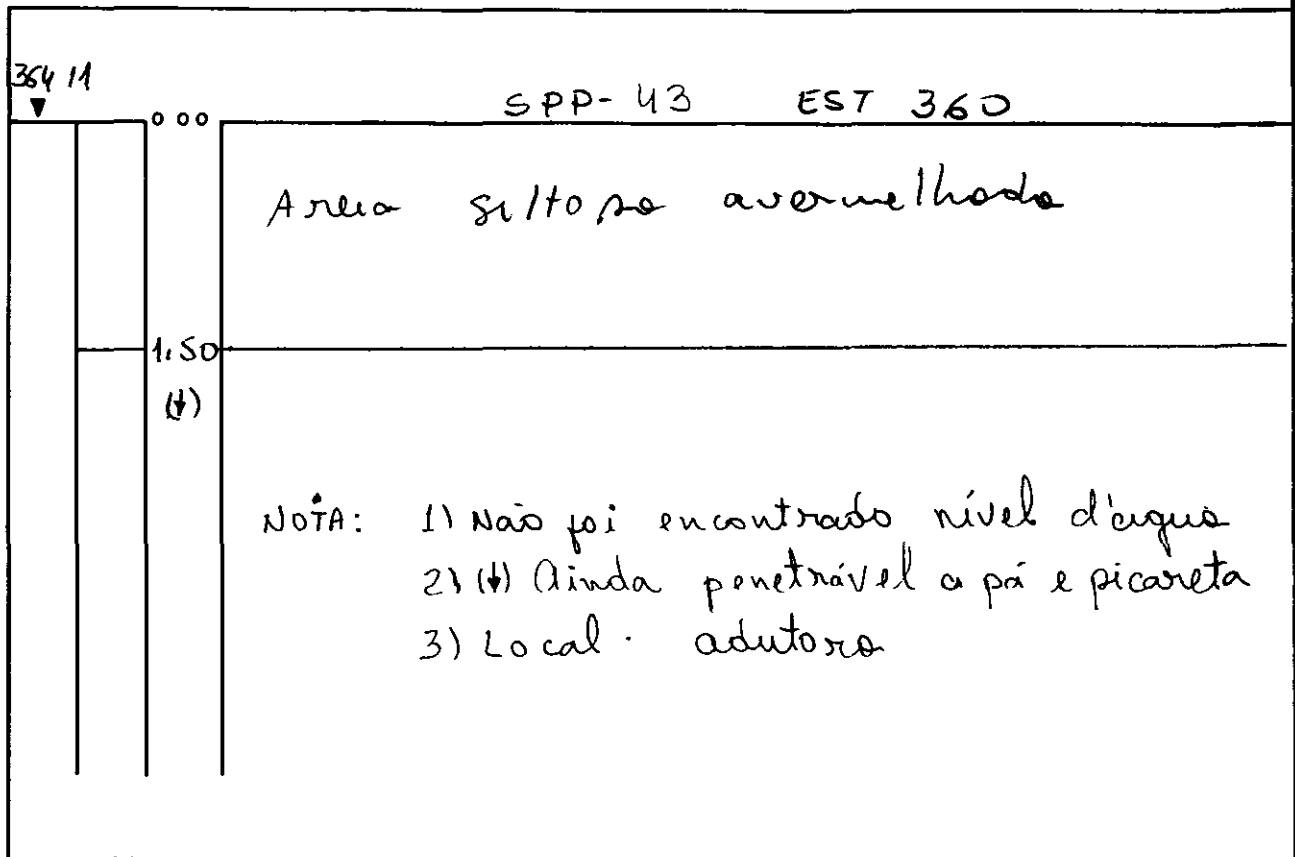 364 11
SPP-43 EST 360
0 00
Areia siltosa avermelhada
1.50
(↓)
NOTA: 1) Não foi encontrado nível d'água
2) (↓) Ainda penetrável a pá e picareta
3) Local. adutora